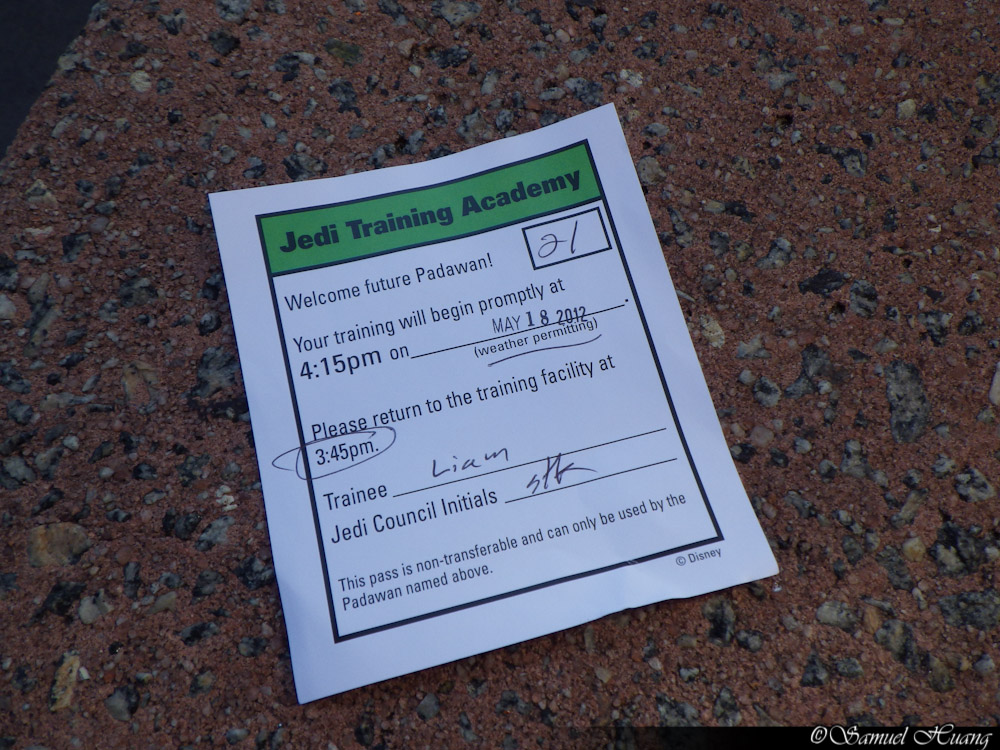 Jedi Training Academy
21
Welcome future Padawan!
Your training will begin promptly at
4:15pm on MAY 18 2012.
(weather permitting)
Please return to the training facility at
3:45pm.
Trainee Liam
Jedi Council Initials
This pass is non-transferable and can only be used by the
Padawan named above.
© Disney
©Samuel Huang